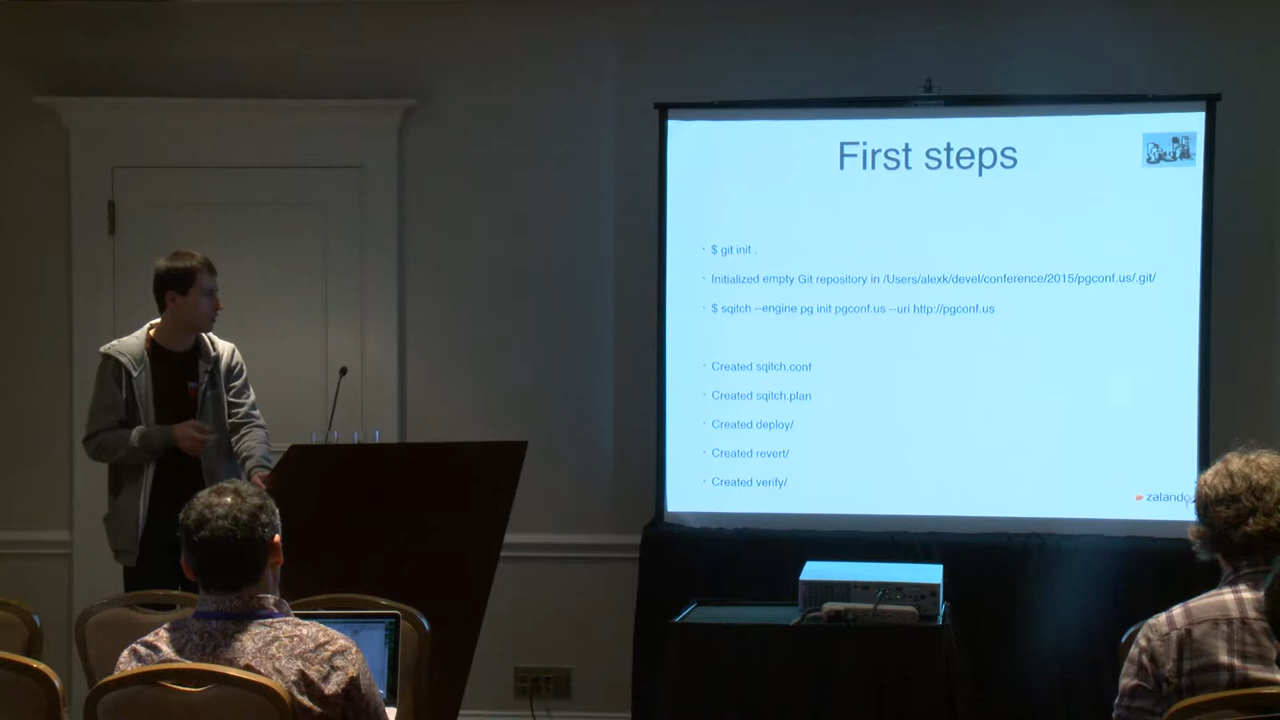 First steps
$ git init .
Initialized empty Git repository in /Users/alexk/devel/conference/2015/pgconf.us/.git/
$ sqitch --engine pg init pgconf.us --uri http://pgconf.us
Created sqitch.conf
Created sqitch.plan
Created deploy/
Created revert/
Created verify/
zalando